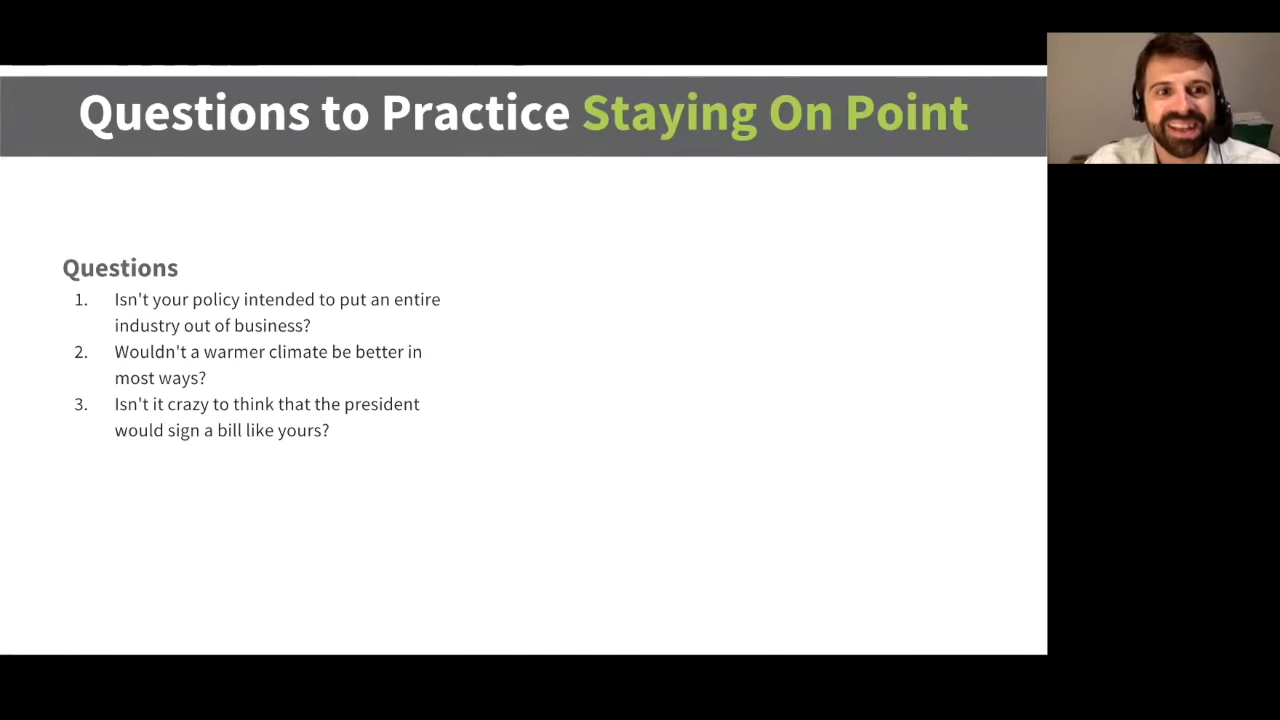 Questions to Practice Staying On Point
Questions
1. Isn't your policy intended to put an entire
industry out of business?
2. Wouldn't a warmer climate be better in
most ways?
3. Isn't it crazy to think that the president
would sign a bill like yours?